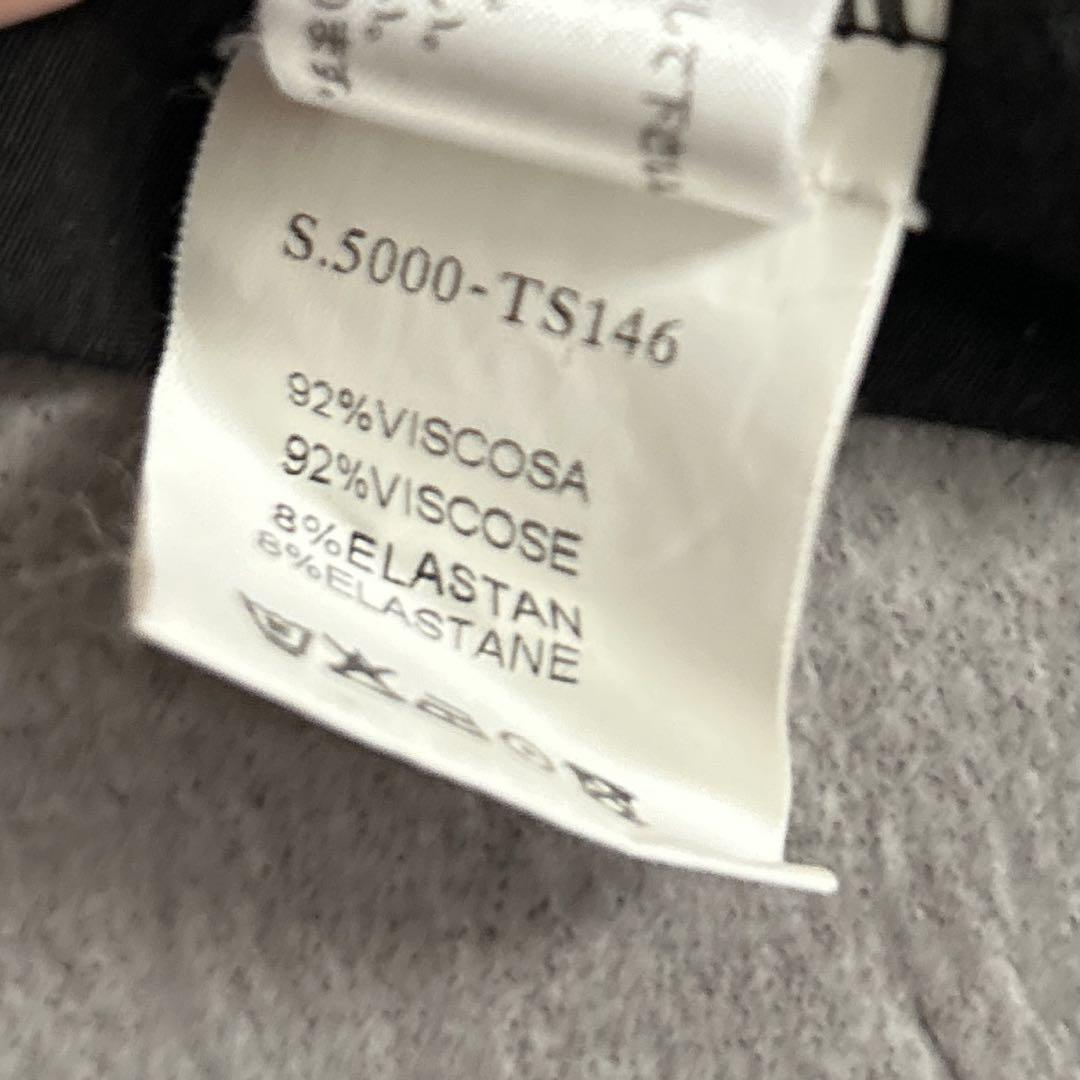 S.5000-TS146
92%VISCOSA
92%VISCOSE
8%ELASTAN
8%ELASTANE